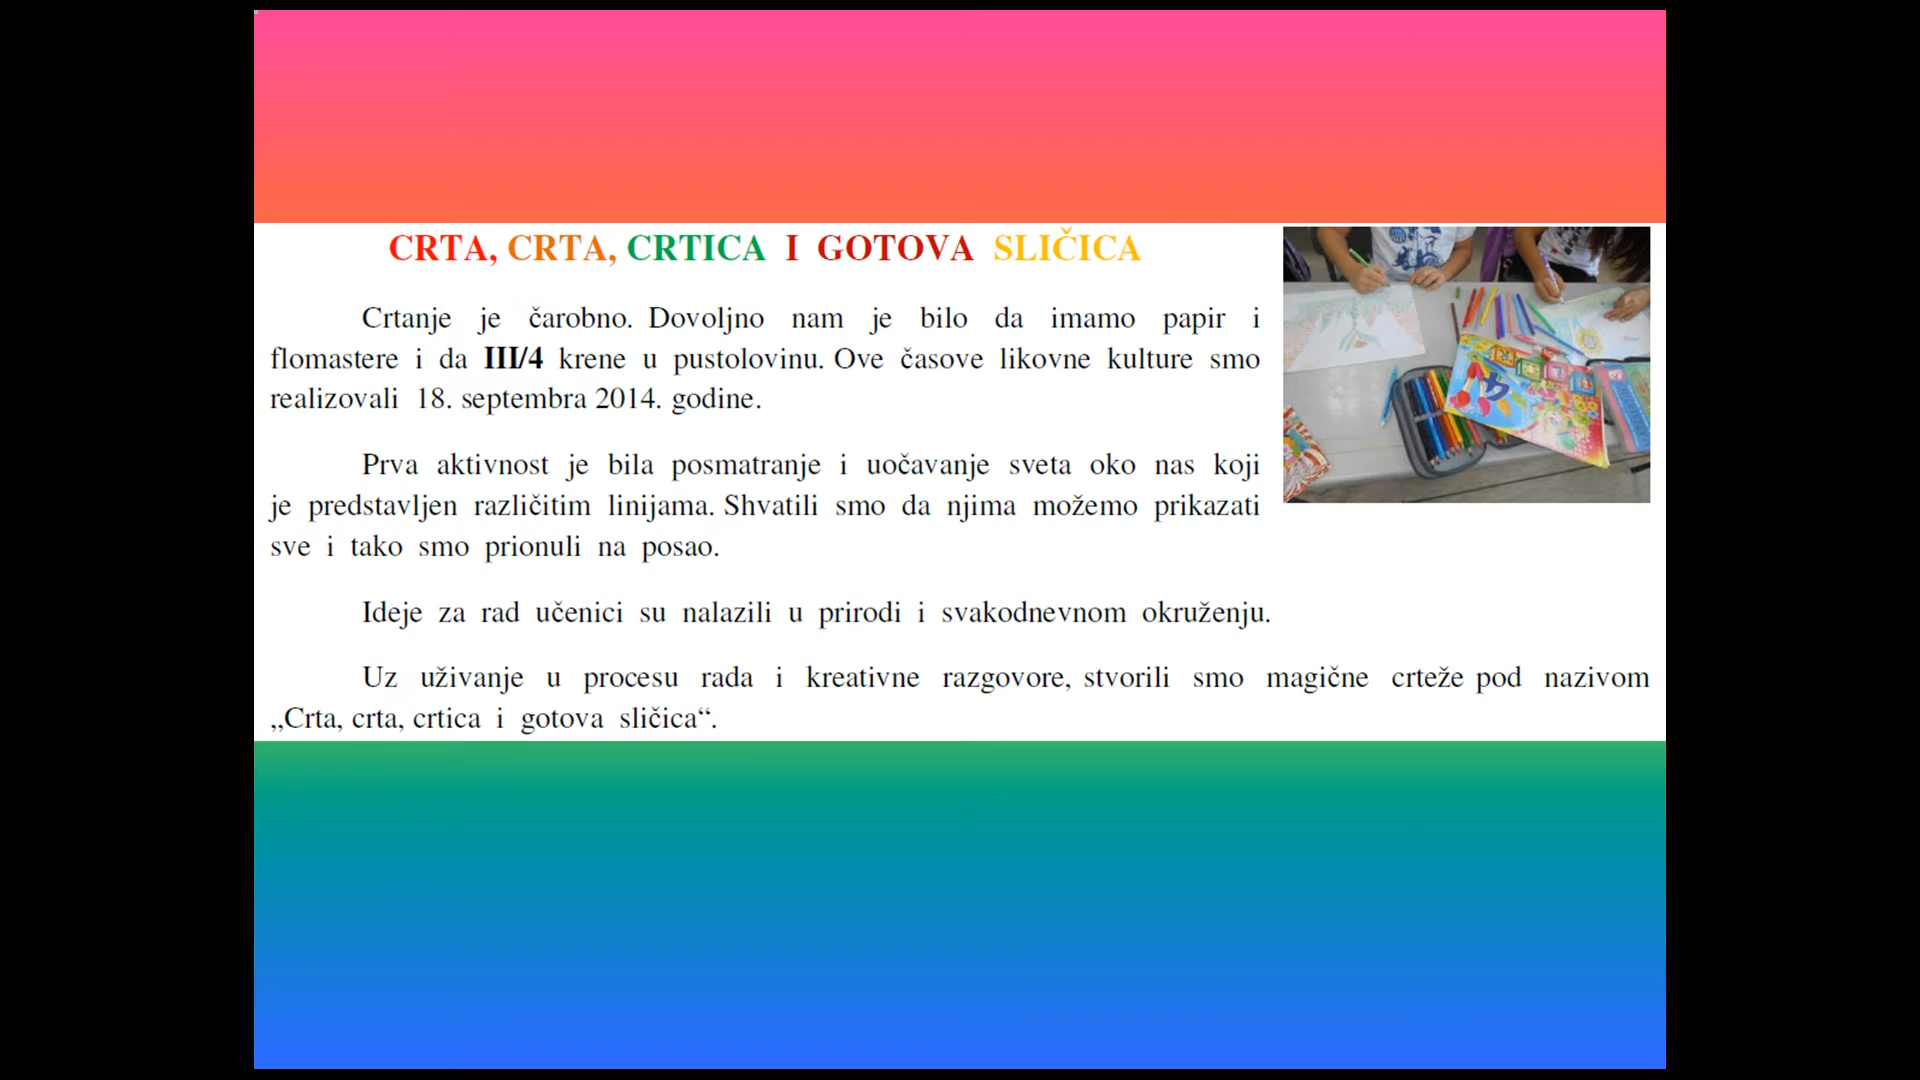 CRTA, CRTA, CRTICA I GOTOVA SLIČICA
Crtanje je čarobno. Dovoljno nam je bilo da imamo papir i
flomastere i da III/4 krene u pustolovinu. Ove časove likovne kulture smo
realizovali 18. septembra 2014. godine.
Prva aktivnost je bila posmatranje i uočavanje sveta oko nas koji
je predstavljen različitim linijama. Shvatili smo da njima možemo prikazati
sve i tako smo prionuli na posao.
Ideje za rad učenici su nalazili u prirodi i svakodnevnom okruženju.
Uz uživanje u procesu rada i kreativne razgovore, stvorili smo magične crteže pod nazivom
„Crta, crta, crtica i gotova sličica“.